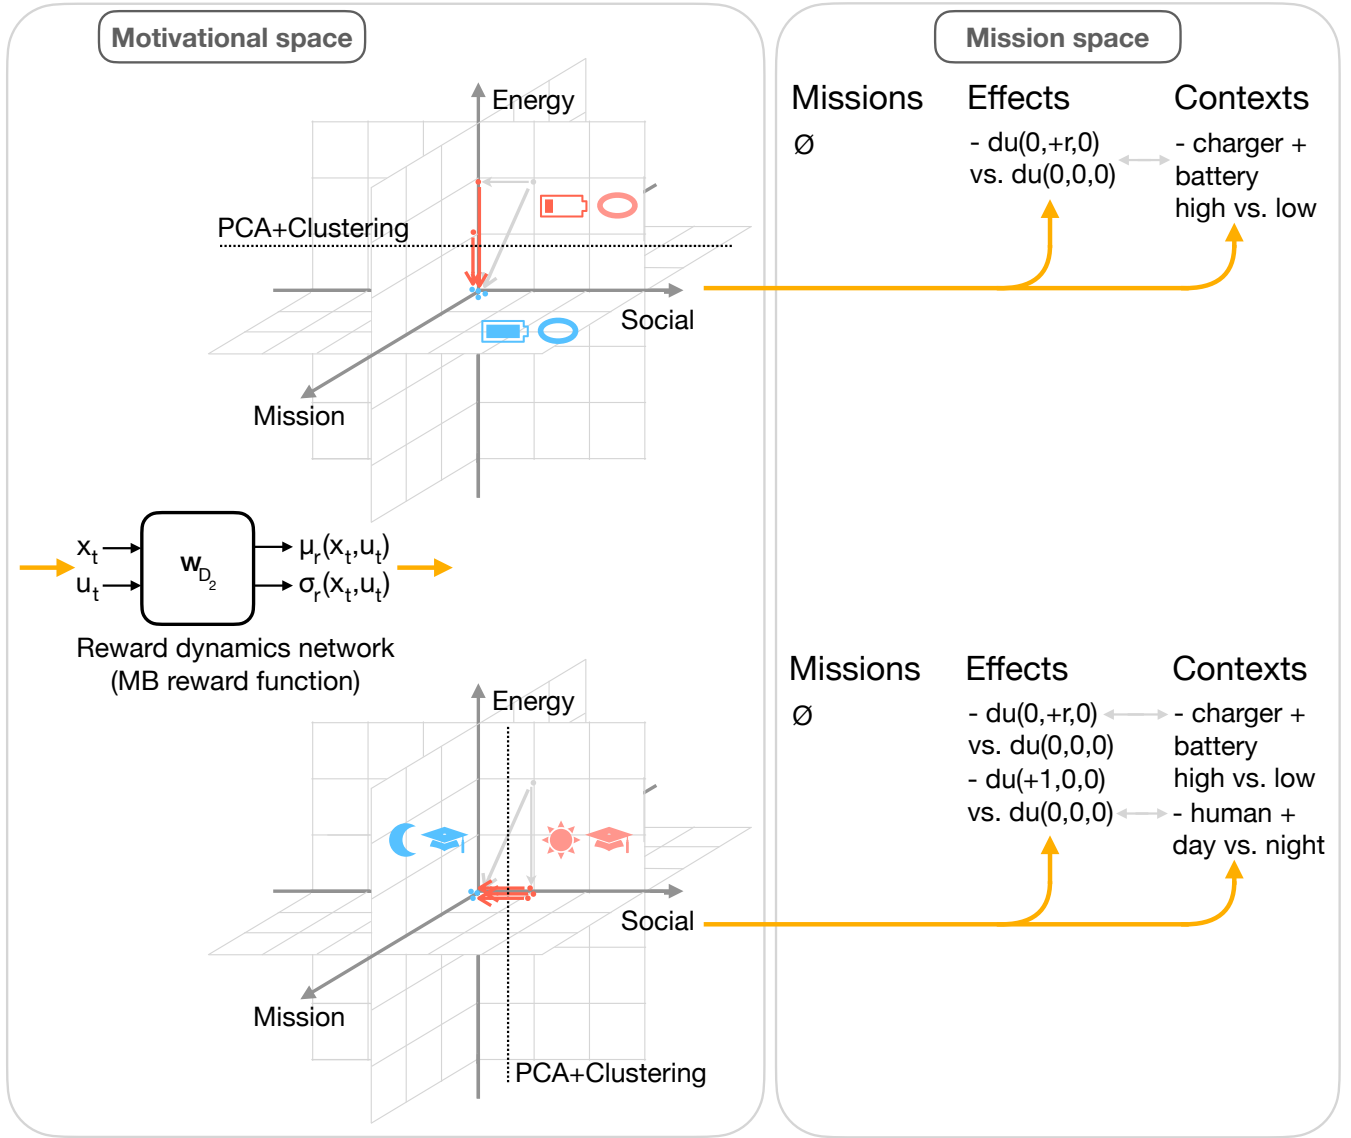 Motivational space
Energy
PCA+Clustering
Social
Mission
x_t
u_t
W_D_2
μ_r(x_t,u_t)
σ_r(x_t,u_t)
Reward dynamics network
(MB reward function)
Energy
Social
Mission
PCA+Clustering
Mission space
Missions Effects Contexts
Ø - du(0,+r,0) - charger +
vs. du(0,0,0) battery
high vs. low
Missions Effects Contexts
Ø - du(0,+r,0) - charger +
vs. du(0,0,0) battery
- du(+1,0,0) high vs. low
vs. du(0,0,0) - human +
day vs. night